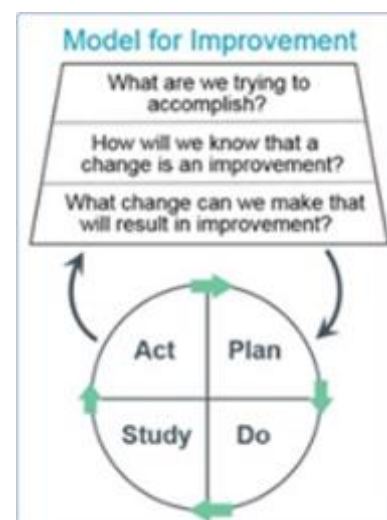 Model for Improvement
What are we trying to
accomplish?
How will we know that a
change is an improvement?
What change can we make that
will result in improvement?
Act
Plan
Study
Do